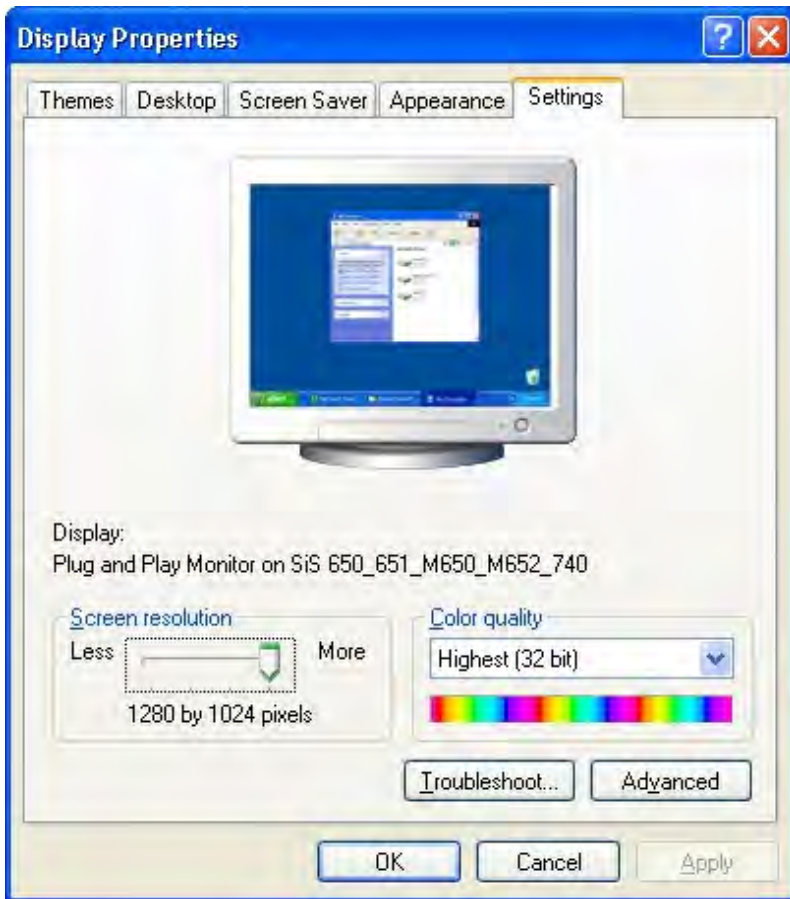 Display Properties
Themes Desktop Screen Saver Appearance Settings
Display:
Plug and Play Monitor on SiS 650_651_M650_M652_740
Screen resolution
Less More
1280 by 1024 pixels
Color quality
Highest (32 bit)
Troubleshoot... Advanced
OK Cancel Apply